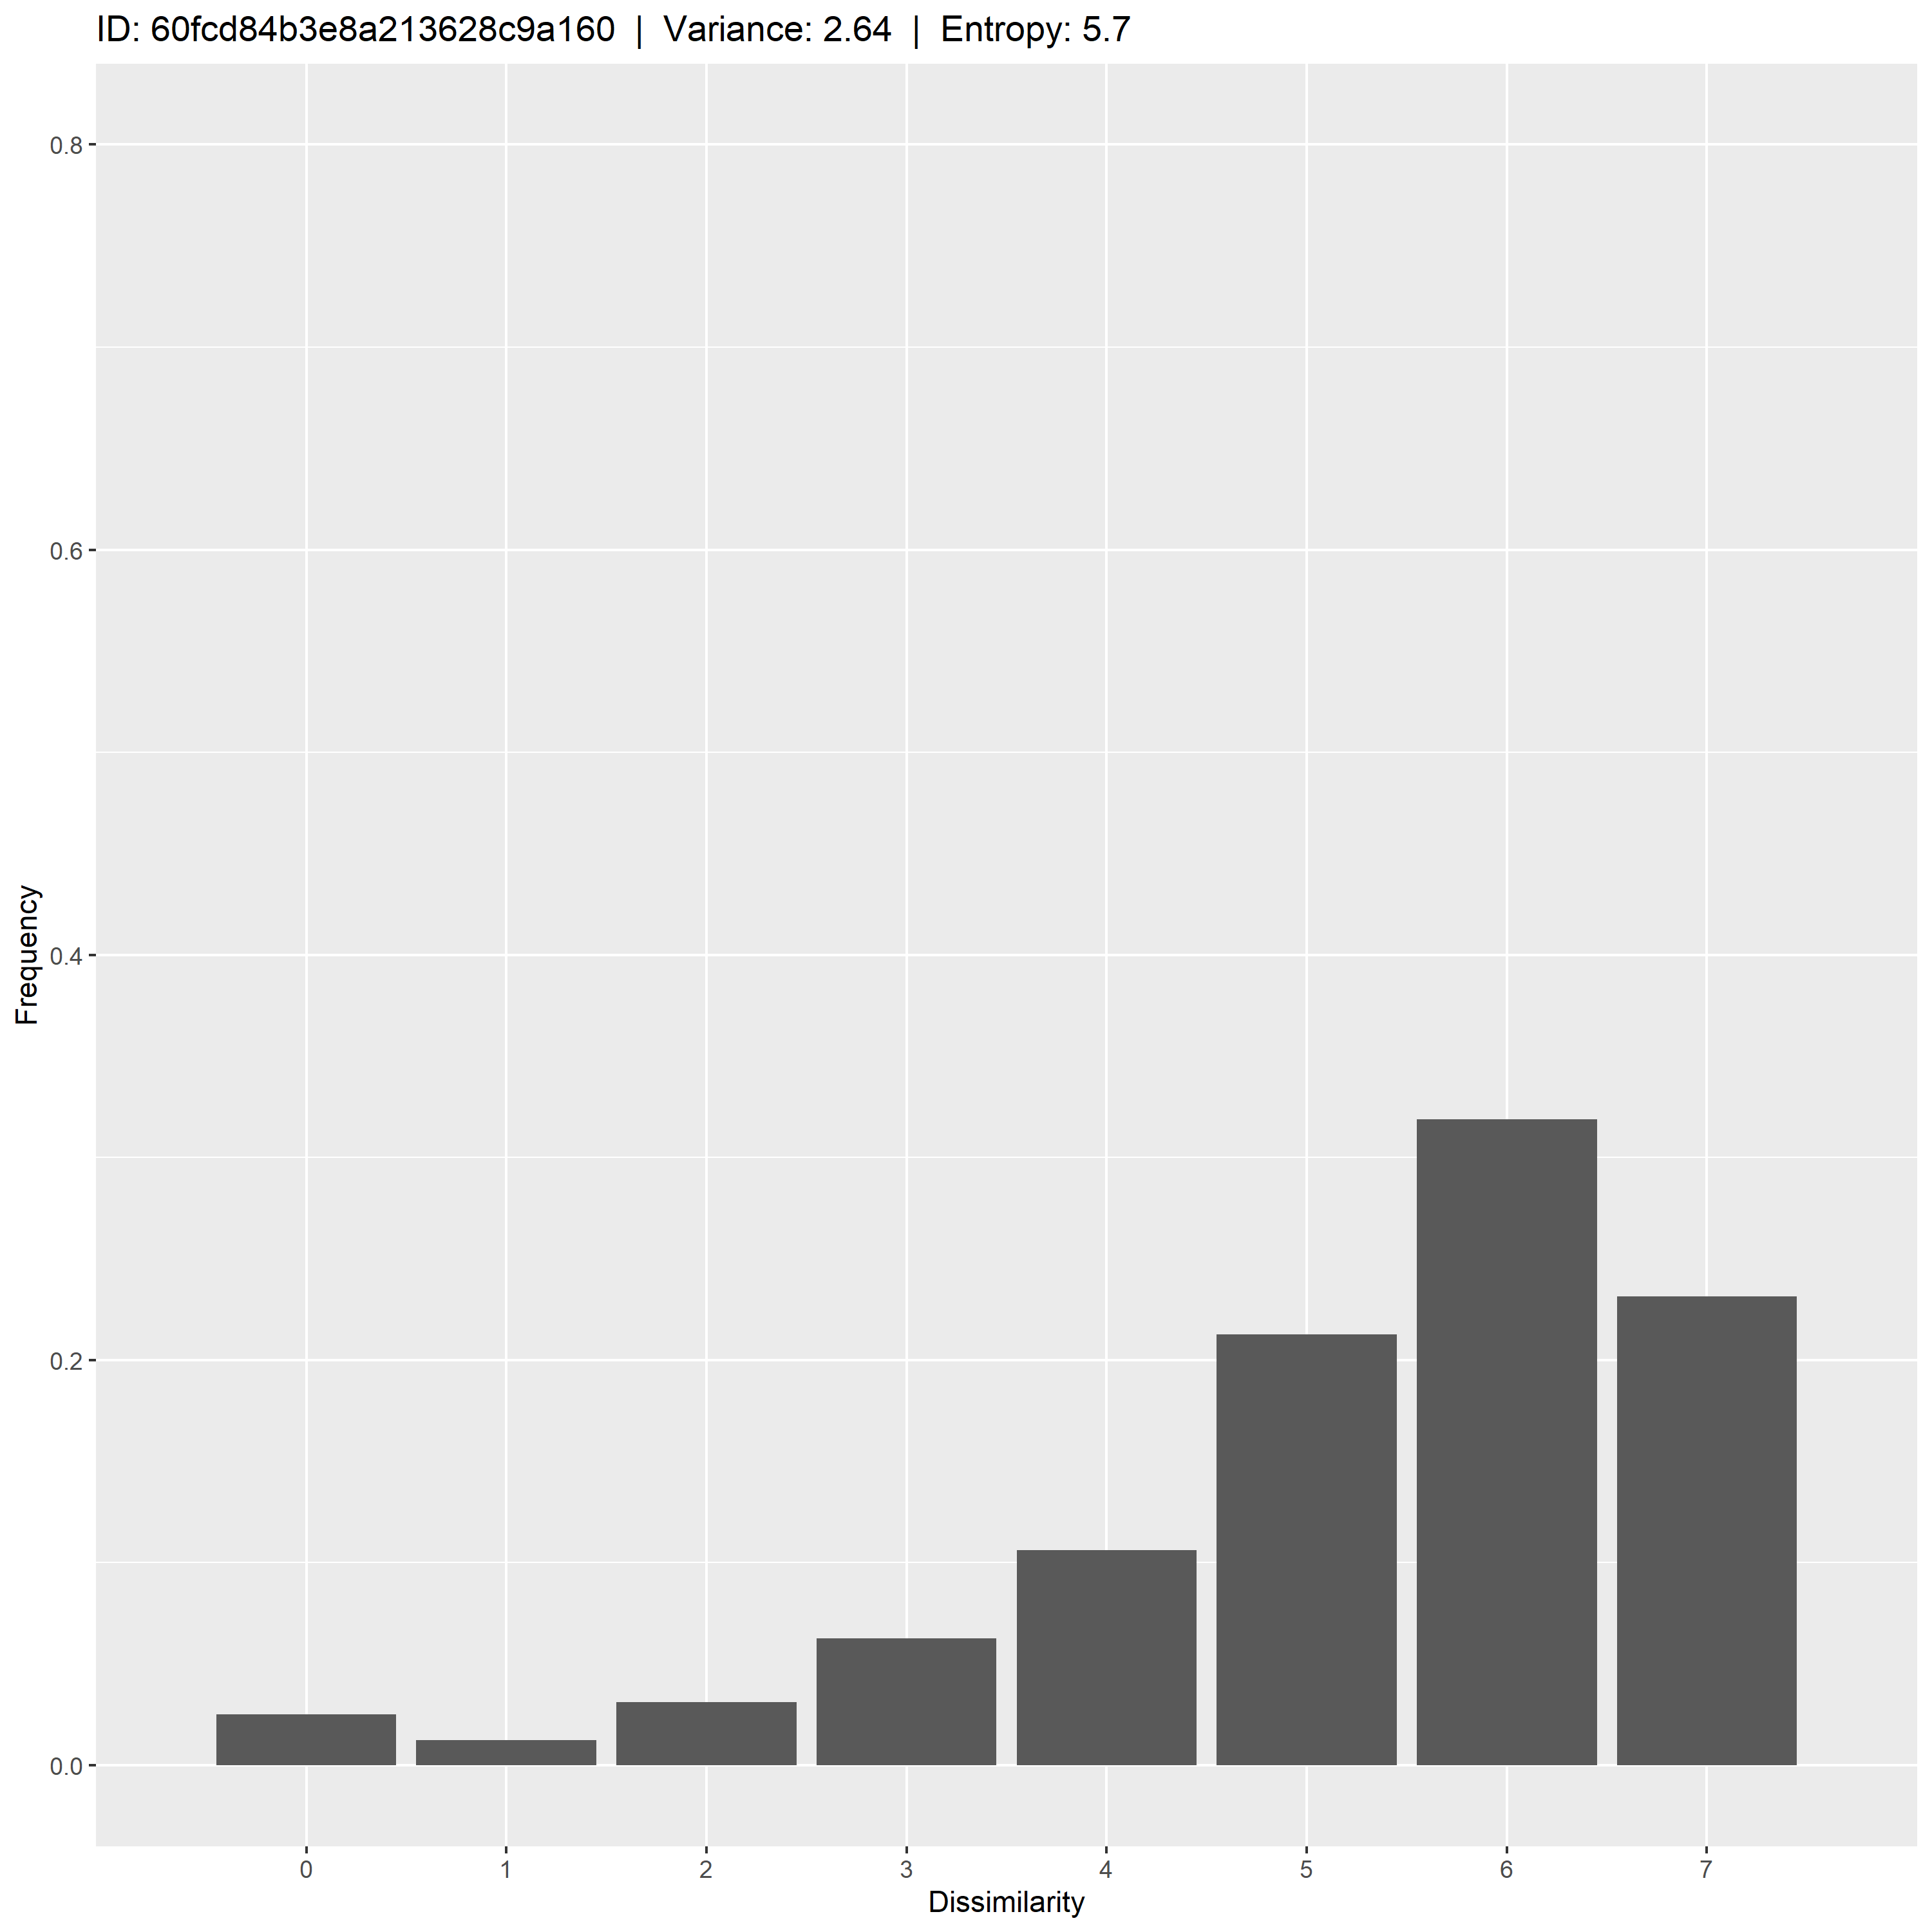 ID: 60fcd84b3e8a213628c9a160 | Variance: 2.64 | Entropy: 5.7
0.8
0.6
0.4
0.2
0.0
Frequency
0 1 2 3 4 5 6 7
Dissimilarity